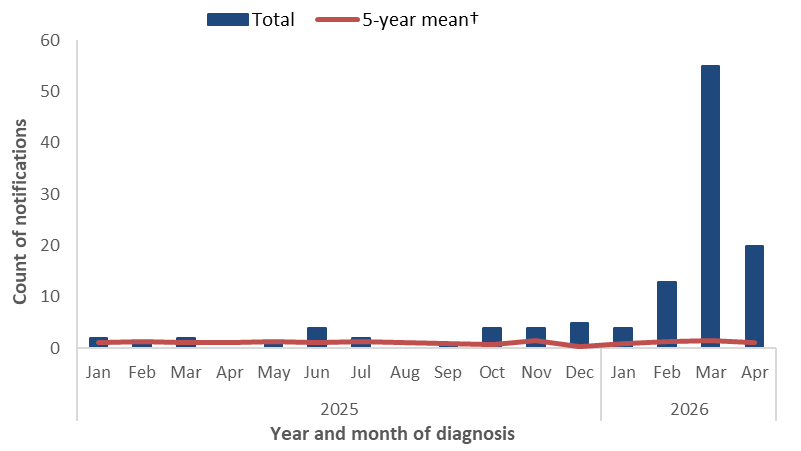 Total 5-year mean†
60
50
40
30
20
10
0
Count of notifications
Jan Feb Mar Apr May Jun Jul Aug Sep Oct Nov Dec Jan Feb Mar Apr
2025 2026
Year and month of diagnosis